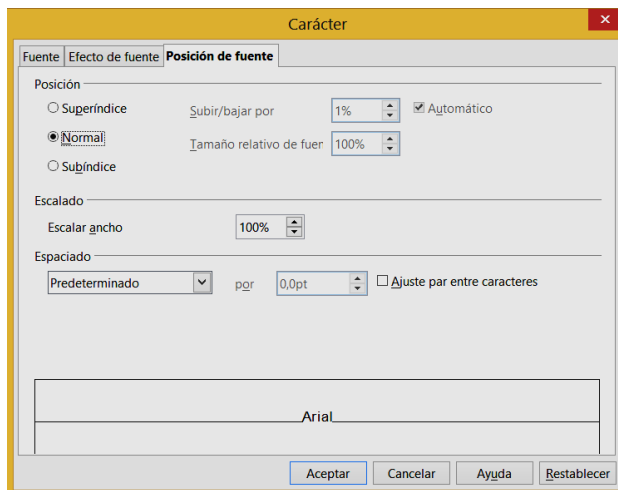 Carácter
Fuente Efecto de fuente Posición de fuente
Posición
Superíndice Subir/bajar por 1% Automático
Normal Tamaño relativo de fuer 100%
Subíndice
Escalado
Escalar ancho 100%
Espaciado
Predeterminado por 0,0pt Ajuste par entre caracteres
Arial
Aceptar Cancelar Ayuda Restablecer